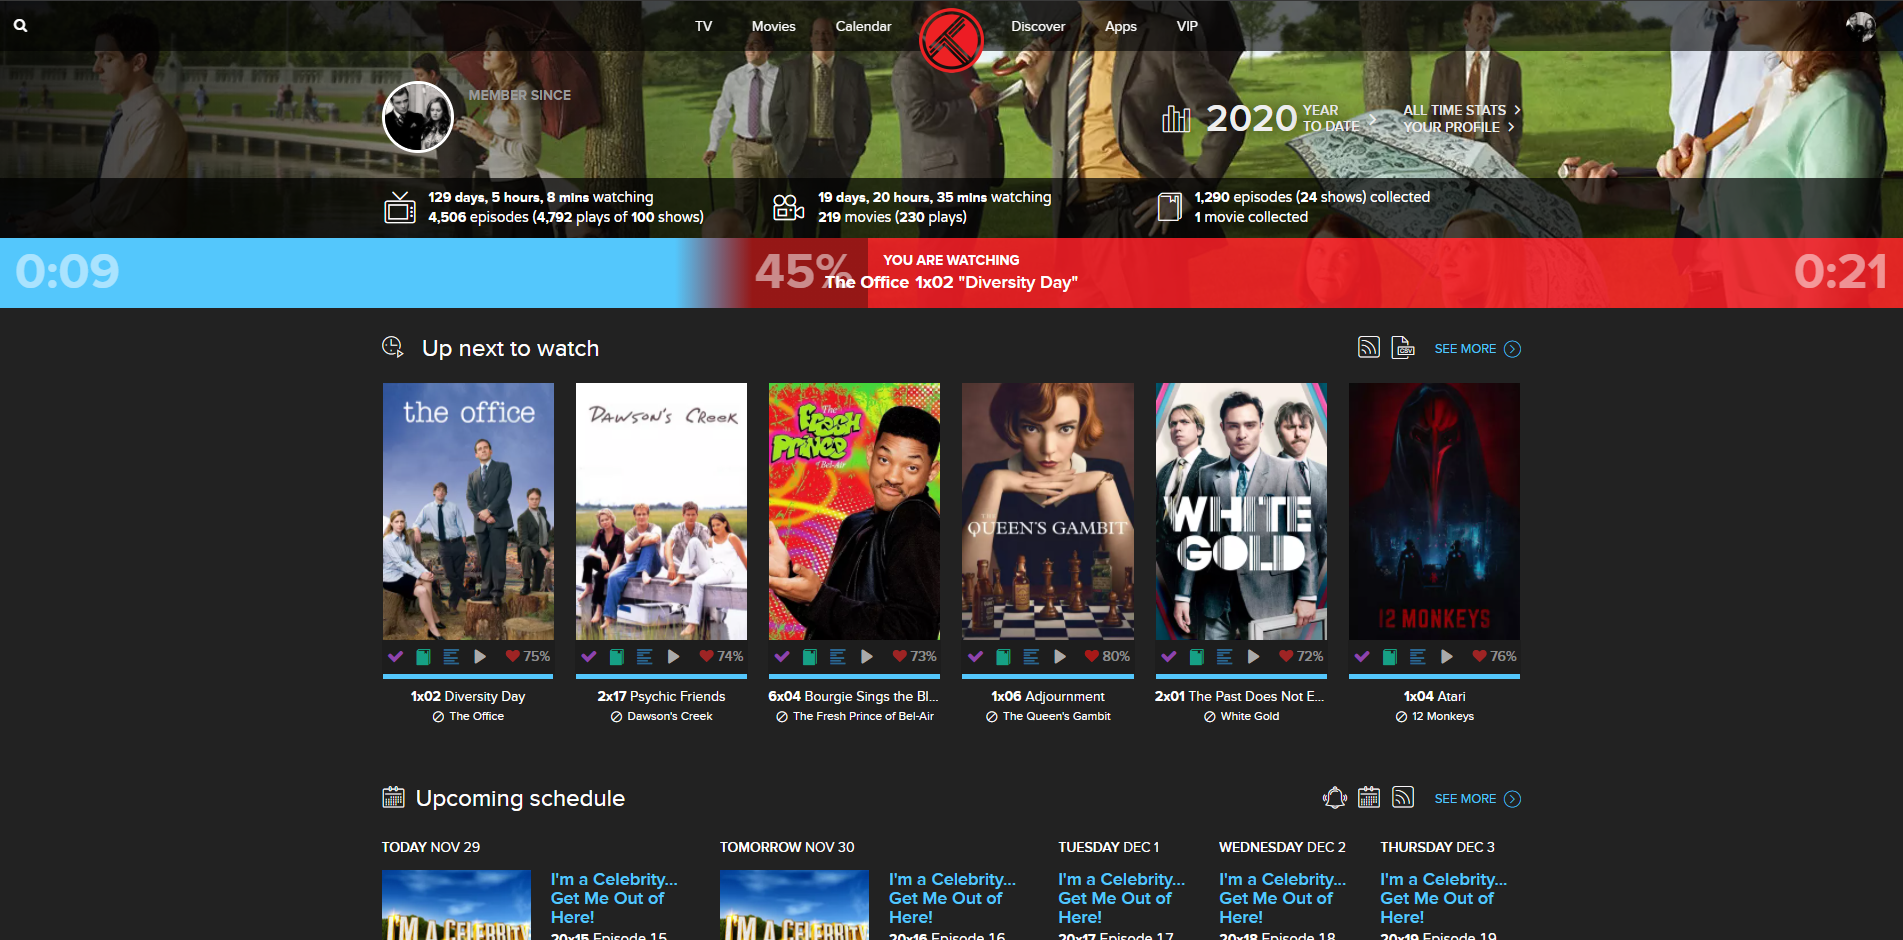 TV
Movies
Calendar
Discover
Apps
VIP
MEMBER SINCE
2020 YEAR
TO DATE
ALL TIME STATS
YOUR PROFILE
129 days, 5 hours, 8 mins watching
4,506 episodes (4,792 plays of 100 shows)
19 days, 20 hours, 35 mins watching
219 movies (230 plays)
1,290 episodes (24 shows) collected
1 movie collected
0:09
45%
YOU ARE WATCHING
The Office 1x02 "Diversity Day"
0:21
Up next to watch
CSV
SEE MORE
the office
DAWSON'S CREEK
The
FRESH
PRINCE
of Bel-Air
THE
QUEEN'S GAMBIT
WHITE
GOLD
12 MONKEYS
75%
74%
73%
80%
72%
76%
1x02 Diversity Day
The Office
2x17 Psychic Friends
Dawson's Creek
6x04 Bourgie Sings the Bl...
The Fresh Prince of Bel-Air
1x06 Adjournment
The Queen's Gambit
2x01 The Past Does Not E...
White Gold
1x04 Atari
12 Monkeys
Upcoming schedule
SEE MORE
TODAY NOV 29
TOMORROW NOV 30
TUESDAY DEC 1
WEDNESDAY DEC 2
THURSDAY DEC 3
I'M A CELEBRITY
I'm a Celebrity...
Get Me Out of
Here!
20x15 Episode 15
I'M A CELEBRITY
I'm a Celebrity...
Get Me Out of
Here!
20x16 Episode 16
I'm a Celebrity...
Get Me Out of
Here!
20x17 Episode 17
I'm a Celebrity...
Get Me Out of
Here!
20x18 Episode 18
I'm a Celebrity...
Get Me Out of
Here!
20x19 Episode 19